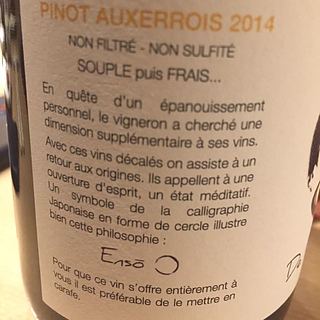 PINOT AUXERROIS 2014
NON FILTRÉ - NON SULFITÉ
SOUPLE puis FRAIS...
En quête d'un épanouissement
personnel, le vigneron a cherché une
dimension supplémentaire à ses vins.
Avec ces vins décalés on assiste à un
retour aux origines. Ils appellent à une
ouverture d'esprit, un état méditatif.
Un symbole de la calligraphie
Japonaise en forme de cercle illustre
bien cette philosophie :
Ensō
Pour que ce vin s'offre entièrement à
vous il est préférable de le mettre en
carafe.